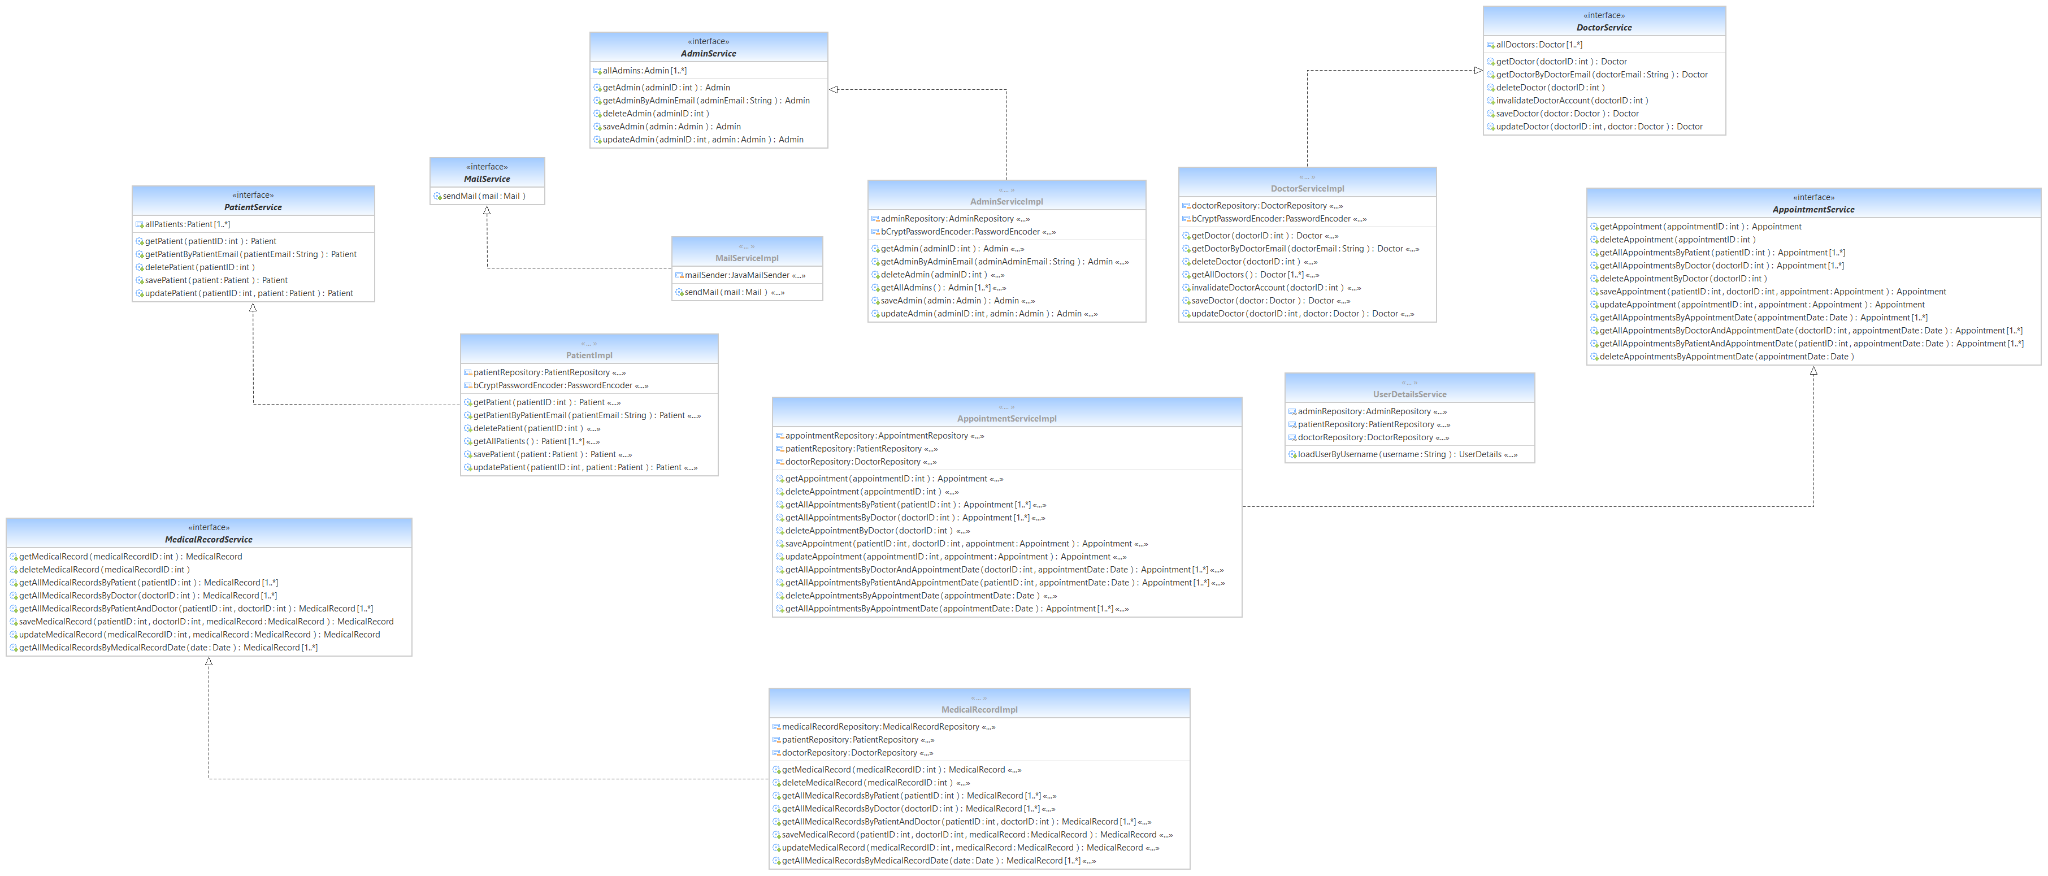 «interface»
DoctorService
allDoctors:Doctor [1..*]
getDoctor (doctorID : int ) : Doctor
getDoctorByDoctorEmail (doctorEmail : String ) : Doctor
deleteDoctor (doctorID : int )
invalidateDoctorAccount (doctorID : int )
saveDoctor (doctor : Doctor ) : Doctor
updateDoctor (doctorID : int , doctor : Doctor ) : Doctor
«interface»
AdminService
allAdmins:Admin [1..*]
getAdmin (adminID : int ) : Admin
getAdminByAdminEmail (adminEmail : String ) : Admin
deleteAdmin (adminID : int )
saveAdmin (admin : Admin ) : Admin
updateAdmin (adminID : int , admin : Admin ) : Admin
«interface»
MailService
sendMail (mail : Mail )
«interface»
PatientService
allPatients:Patient [1..*]
getPatient (patientID : int ) : Patient
getPatientByPatientEmail (patientEmail : String ) : Patient
deletePatient (patientID : int )
savePatient (patient : Patient ) : Patient
updatePatient (patientID : int , patient : Patient ) : Patient
«... »
MailServiceImpl
mailSender:JavaMailSender «...»
sendMail (mail : Mail ) «...»
«... »
AdminServiceImpl
adminRepository:AdminRepository «...»
bCryptPasswordEncoder:PasswordEncoder «...»
getAdmin (adminID : int ) : Admin «...»
getAdminByAdminEmail (adminAdminEmail : String ) : Admin «...»
deleteAdmin (adminID : int ) «...»
getAllAdmins ( ) : Admin [1..*] «...»
saveAdmin (admin : Admin ) : Admin «...»
updateAdmin (adminID : int , admin : Admin ) : Admin «...»
«... »
DoctorServiceImpl
doctorRepository:DoctorRepository «...»
bCryptPasswordEncoder:PasswordEncoder «...»
getDoctor (doctorID : int ) : Doctor «...»
getDoctorByDoctorEmail (doctorEmail : String ) : Doctor «...»
deleteDoctor (doctorID : int ) «...»
getAllDoctors ( ) : Doctor [1..*] «...»
invalidateDoctorAccount (doctorID : int ) «...»
saveDoctor (doctor : Doctor ) : Doctor «...»
updateDoctor (doctorID : int , doctor : Doctor ) : Doctor «...»
«interface»
AppointmentService
getAppointment (appointmentID : int ) : Appointment
deleteAppointment (appointmentID : int )
getAllAppointmentsByPatient (patientID : int ) : Appointment [1..*]
getAllAppointmentsByDoctor (doctorID : int ) : Appointment [1..*]
deleteAppointmentByDoctor (doctorID : int )
saveAppointment (patientID : int , doctorID : int , appointment : Appointment ) : Appointment
updateAppointment (appointmentID : int , appointment : Appointment ) : Appointment
getAllAppointmentsByAppointmentDate (appointmentDate : Date ) : Appointment [1..*]
getAllAppointmentsByDoctorAndAppointmentDate (doctorID : int , appointmentDate : Date ) : Appointment [1..*]
getAllAppointmentsByPatientAndAppointmentDate (patientID : int , appointmentDate : Date ) : Appointment [1..*]
deleteAppointmentsByAppointmentDate (appointmentDate : Date )
«... »
PatientImpl
patientRepository:PatientRepository «...»
bCryptPasswordEncoder:PasswordEncoder «...»
getPatient (patientID : int ) : Patient «...»
getPatientByPatientEmail (patientEmail : String ) : Patient «...»
deletePatient (patientID : int ) «...»
getAllPatients ( ) : Patient [1..*] «...»
savePatient (patient : Patient ) : Patient «...»
updatePatient (patientID : int , patient : Patient ) : Patient «...»
«... »
UserDetailsService
adminRepository:AdminRepository «...»
patientRepository:PatientRepository «...»
doctorRepository:DoctorRepository «...»
loadUserByUsername (username : String ) : UserDetails «...»
«... »
AppointmentServiceImpl
appointmentRepository:AppointmentRepository «...»
patientRepository:PatientRepository «...»
doctorRepository:DoctorRepository «...»
getAppointment (appointmentID : int ) : Appointment «...»
deleteAppointment (appointmentID : int ) «...»
getAllAppointmentsByPatient (patientID : int ) : Appointment [1..*] «...»
getAllAppointmentsByDoctor (doctorID : int ) : Appointment [1..*] «...»
deleteAppointmentByDoctor (doctorID : int ) «...»
saveAppointment (patientID : int , doctorID : int , appointment : Appointment ) : Appointment «...»
updateAppointment (appointmentID : int , appointment : Appointment ) : Appointment «...»
getAllAppointmentsByDoctorAndAppointmentDate (doctorID : int , appointmentDate : Date ) : Appointment [1..*] «...»
getAllAppointmentsByPatientAndAppointmentDate (patientID : int , appointmentDate : Date ) : Appointment [1..*] «...»
deleteAppointmentsByAppointmentDate (appointmentDate : Date ) «...»
getAllAppointmentsByAppointmentDate (appointmentDate : Date ) : Appointment [1..*] «...»
«interface»
MedicalRecordService
getMedicalRecord (medicalRecordID : int ) : MedicalRecord
deleteMedicalRecord (medicalRecordID : int )
getAllMedicalRecordsByPatient (patientID : int ) : MedicalRecord [1..*]
getAllMedicalRecordsByDoctor (doctorID : int ) : MedicalRecord [1..*]
getAllMedicalRecordsByPatientAndDoctor (patientID : int , doctorID : int ) : MedicalRecord [1..*]
saveMedicalRecord (patientID : int , doctorID : int , medicalRecord : MedicalRecord ) : MedicalRecord
updateMedicalRecord (medicalRecordID : int , medicalRecord : MedicalRecord ) : MedicalRecord
getAllMedicalRecordsByMedicalRecordDate (date : Date ) : MedicalRecord [1..*]
«... »
MedicalRecordImpl
medicalRecordRepository:MedicalRecordRepository «...»
patientRepository:PatientRepository «...»
doctorRepository:DoctorRepository «...»
getMedicalRecord (medicalRecordID : int ) : MedicalRecord «...»
deleteMedicalRecord (medicalRecordID : int ) «...»
getAllMedicalRecordsByPatient (patientID : int ) : MedicalRecord [1..*] «...»
getAllMedicalRecordsByDoctor (doctorID : int ) : MedicalRecord [1..*] «...»
getAllMedicalRecordsByPatientAndDoctor (patientID : int , doctorID : int ) : MedicalRecord [1..*] «...»
saveMedicalRecord (patientID : int , doctorID : int , medicalRecord : MedicalRecord ) : MedicalRecord «...»
updateMedicalRecord (medicalRecordID : int , medicalRecord : MedicalRecord ) : MedicalRecord «...»
getAllMedicalRecordsByMedicalRecordDate (date : Date ) : MedicalRecord [1..*] «...»